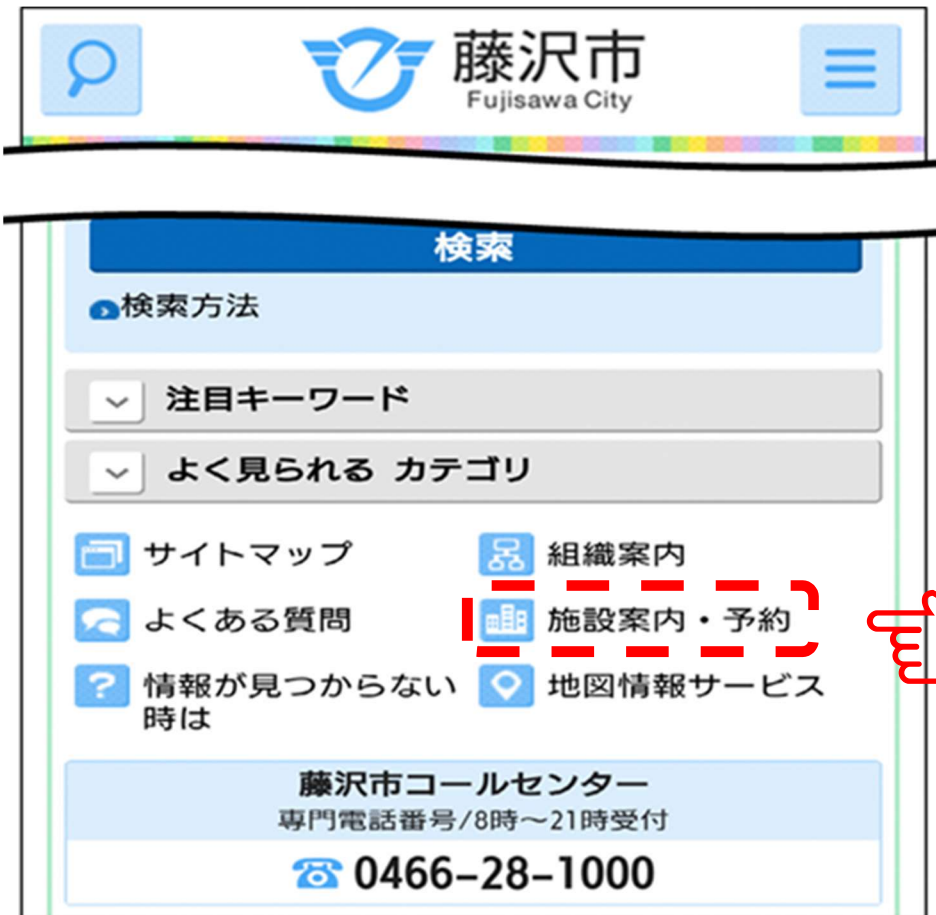 藤沢市
Fujisawa City
検索
検索方法
注目キーワード
よく見られる カテゴリ
サイトマップ
組織案内
よくある質問
施設案内・予約
情報が見つからない
時は
地図情報サービス
藤沢市コールセンター
専門電話番号/8時~21時受付
0466-28-1000